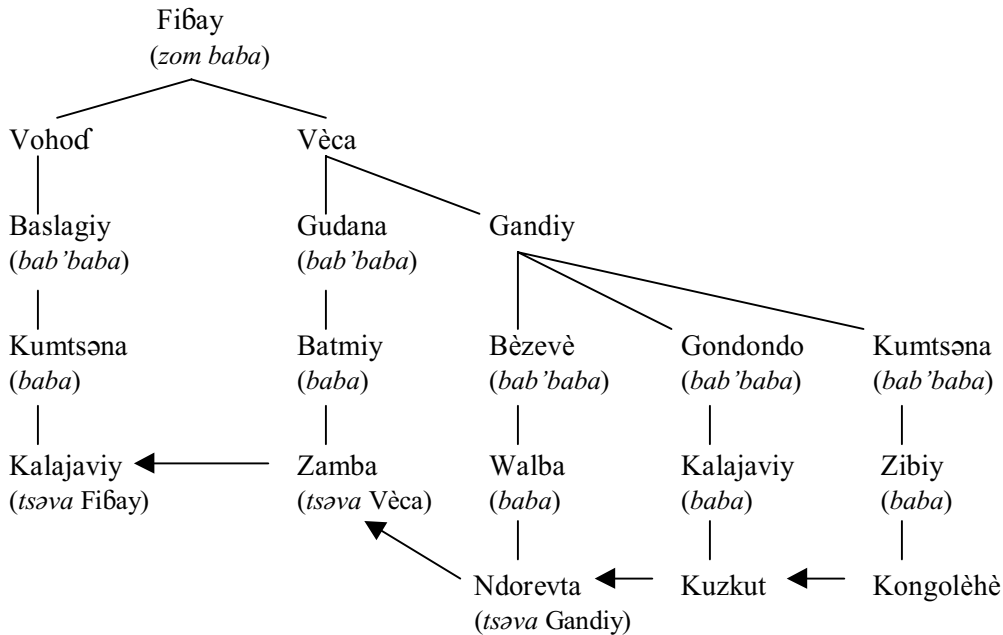 Fiɓay
(zom baba)
Vohoɗ Vèca
Baslagiy Gudana Gandiy
(bab’baba) (bab’baba)
Kumtsəna Batmiy Bèzevè Gondondo Kumtsəna
(baba) (baba) (bab’baba) (bab’baba) (bab’baba)
Kalajaviy Zamba Walba Kalajaviy Zibiy
(tsəva Fiɓay) (tsəva Vèca) (baba) (baba) (baba)
Ndorevta Kuzkut Kongolèhè
(tsəva Gandiy)